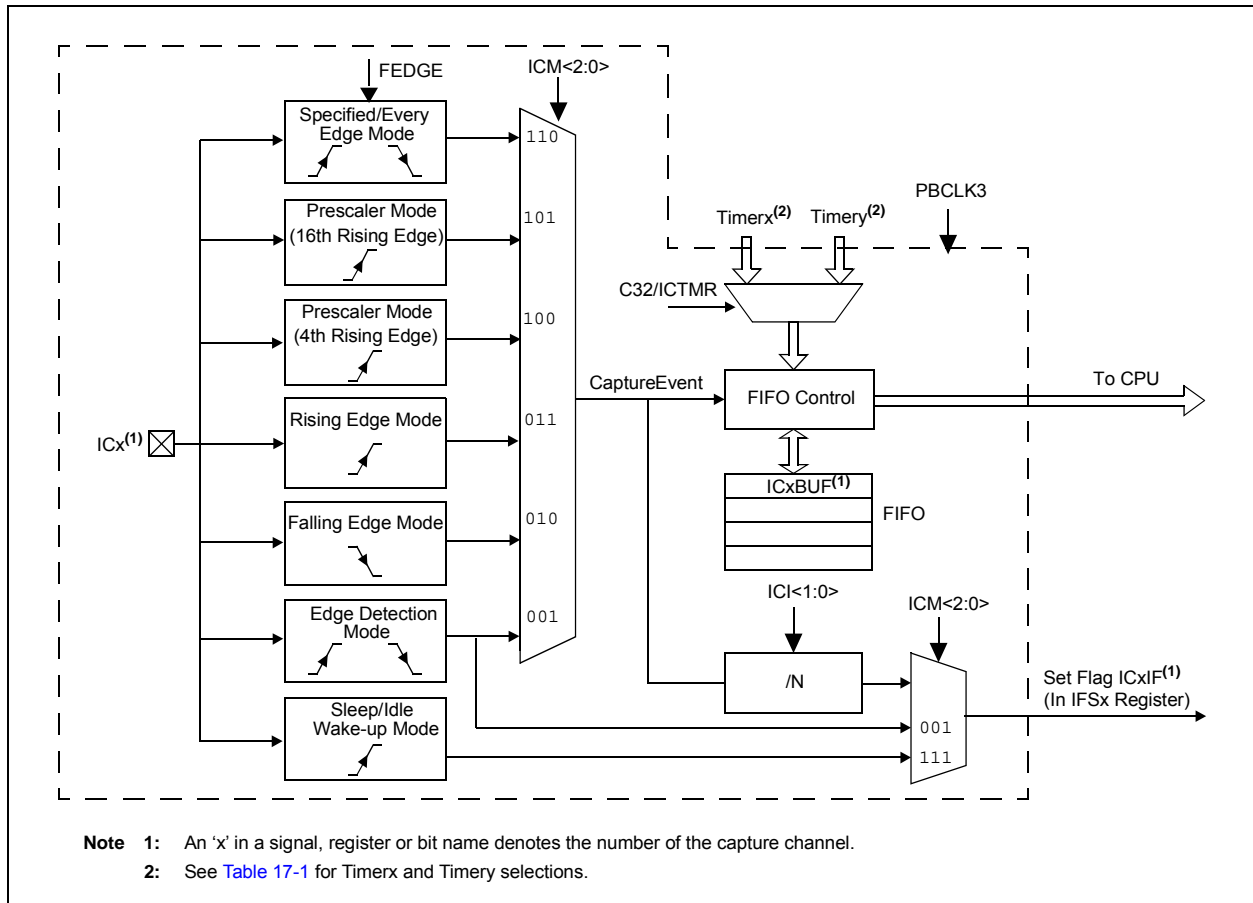 FEDGE
ICM<2:0>
Specified/Every
Edge Mode
110
Prescaler Mode
(16th Rising Edge)
101
Timerx(2)
Timery(2)
PBCLK3
C32/ICTMR
Prescaler Mode
(4th Rising Edge)
100
CaptureEvent
FIFO Control
To CPU
ICx(1)
Rising Edge Mode
011
ICxBUF(1)
FIFO
Falling Edge Mode
010
ICI<1:0>
ICM<2:0>
Edge Detection
Mode
001
/N
Set Flag ICxIF(1)
(In IFSx Register)
Sleep/Idle
Wake-up Mode
001
111
Note 1: An ‘x’ in a signal, register or bit name denotes the number of the capture channel.
2: See Table 17-1 for Timerx and Timery selections.